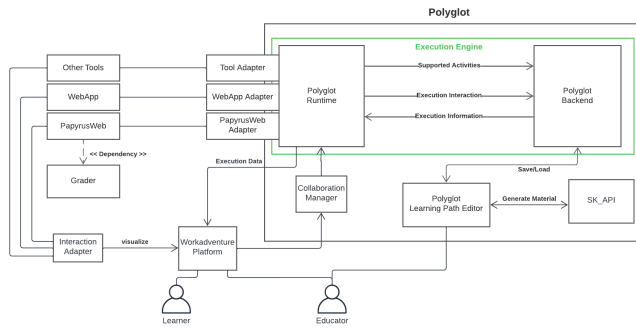 Polyglot
Execution Engine
Other Tools
Tool Adapter
Supported Activities
WebApp
WebApp Adapter
Polyglot
Runtime
Execution Interaction
Polyglot
Backend
PapyrusWeb
PapyrusWeb
Adapter
Execution Information
<< Dependency >>
Execution Data
Save/Load
Grader
Collaboration
Manager
Polyglot
Learning Path Editor
Generate Material
SK_API
Interaction
Adapter
visualize
Workadventure
Platform
Learner
Educator